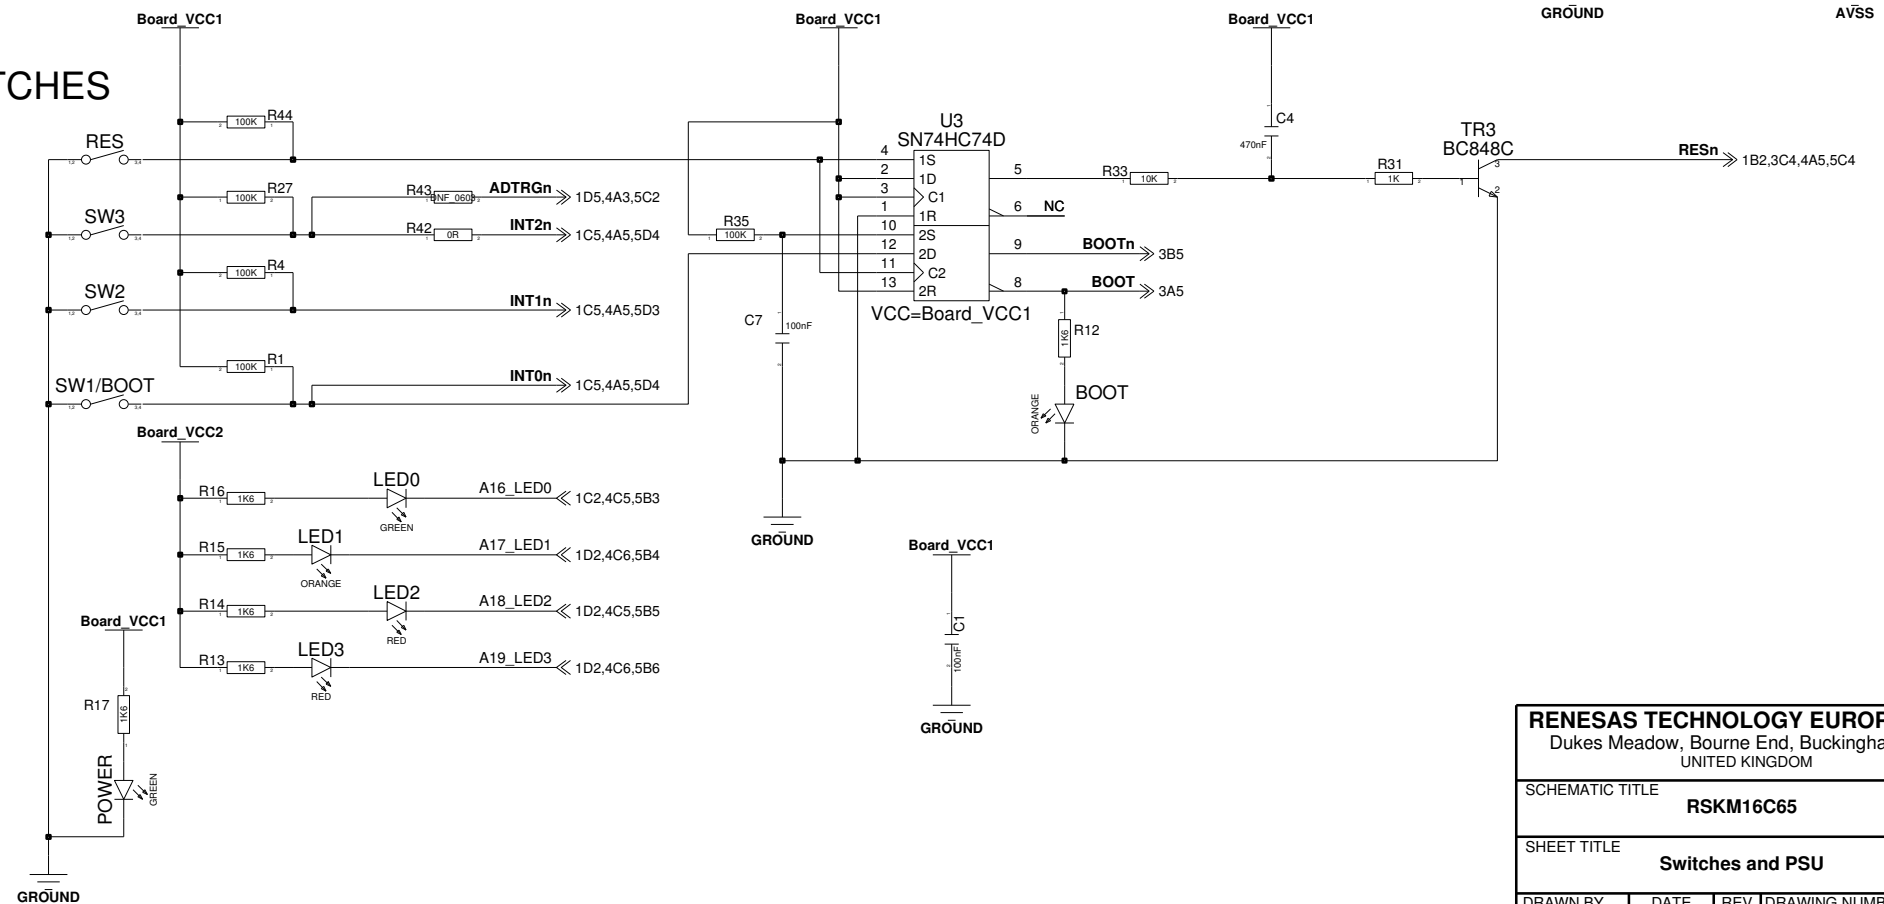 GROUND
AVSS
Board_VCC1
Board_VCC1
Board_VCC1
TCHES
R44
100K
RES
R27
100K
R43
DNF_0603
ADTRGn
1D5,4A3,5C2
SW3
R42
0R
INT2n
1C5,4A5,5D4
R4
100K
SW2
INT1n
1C5,4A5,5D3
R1
100K
SW1/BOOT
INT0n
1C5,4A5,5D4
R35
100K
C7
100nF
GROUND
U3
SN74HC74D
4
1S
2
1D
3
C1
1
1R
10
2S
12
2D
11
C2
13
2R
5
6
NC
9
BOOTn
3B5
8
BOOT
3A5
VCC=Board_VCC1
R12
1K6
BOOT
ORANGE
R33
10K
C4
470nF
R31
1K
TR3
BC848C
1
3
2
RESn
1B2,3C4,4A5,5C4
Board_VCC2
R16
1K6
LED0
GREEN
A16_LED0
1C2,4C5,5B3
R15
1K6
LED1
ORANGE
A17_LED1
1D2,4C6,5B4
R14
1K6
LED2
RED
A18_LED2
1D2,4C5,5B5
R13
1K6
LED3
RED
A19_LED3
1D2,4C6,5B6
Board_VCC1
R17
1K6
POWER
GREEN
GROUND
Board_VCC1
C1
100nF
GROUND
RENESAS TECHNOLOGY EUROP
Dukes Meadow, Bourne End, Buckingha
UNITED KINGDOM
SCHEMATIC TITLE
RSKM16C65
SHEET TITLE
Switches and PSU
DRAWN BY
DATE
REV
DRAWING NUMB